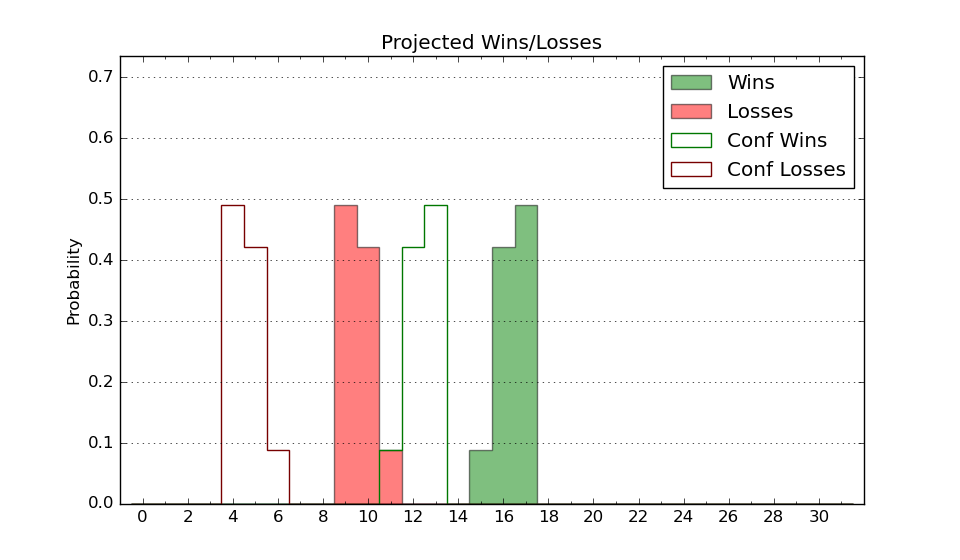 Projected Wins/Losses
Wins
Losses
Conf Wins
Conf Losses
Probability
0.7
0.6
0.5
0.4
0.3
0.2
0.1
0.0
0 2 4 6 8 10 12 14 16 18 20 22 24 26 28 30